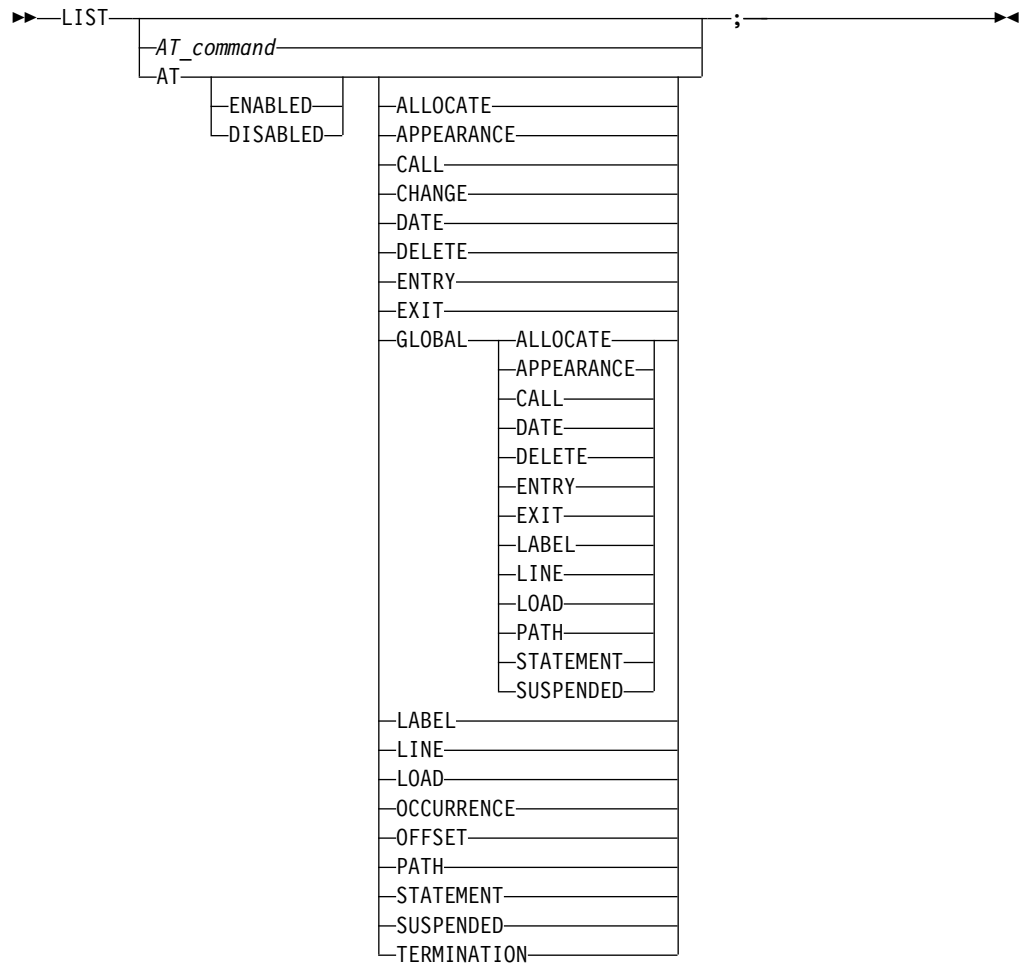 LIST ;
AT_command
AT
ENABLED ALLOCATE
DISABLED APPEARANCE
CALL
CHANGE
DATE
DELETE
ENTRY
EXIT
GLOBAL ALLOCATE
APPEARANCE
CALL
DATE
DELETE
ENTRY
EXIT
LABEL
LINE
LOAD
PATH
STATEMENT
SUSPENDED
LABEL
LINE
LOAD
OCCURRENCE
OFFSET
PATH
STATEMENT
SUSPENDED
TERMINATION